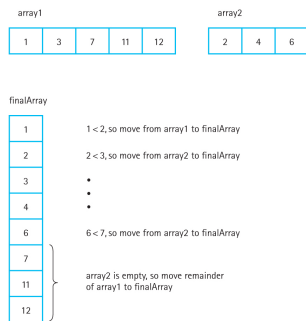 array1 array2
1 3 7 11 12 2 4 6
finalArray
1 1 < 2, so move from array1 to finalArray
2 2 < 3, so move from array2 to finalArray
3 •
•
4 •
6 6 < 7, so move from array2 to finalArray
7
11 array2 is empty, so move remainder
of array1 to finalArray
12